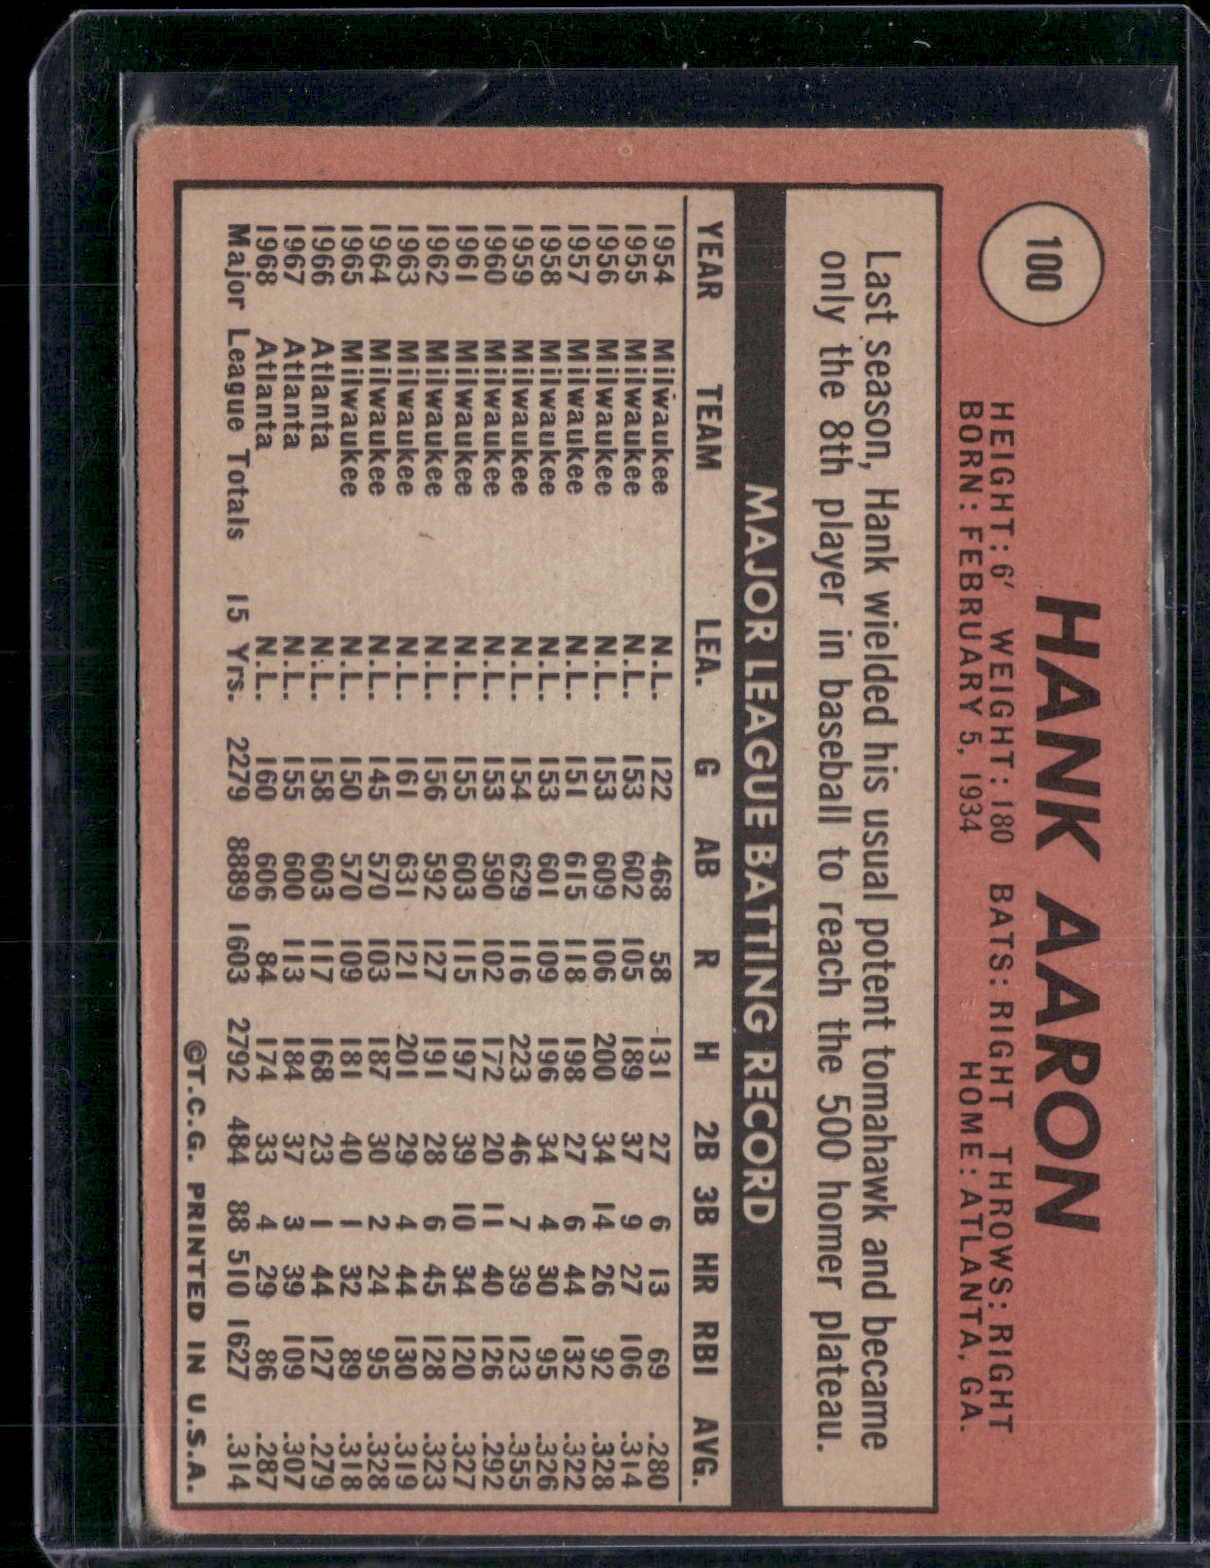 100
HANK AARON
HEIGHT: 6' WEIGHT: 180 BATS: RIGHT THROWS: RIGHT
BORN: FEBRUARY 5, 1934 HOME: ATLANTA, GA.
Last season, Hank wielded his usual potent tomahawk and became
only the 8th player in baseball to reach the 500 homer plateau.
MAJOR LEAGUE BATTING RECORD
YEAR TEAM LEA. G AB R H 2B 3B HR RBI AVG.
1954 Milwaukee N.L. 122 468 58 131 27 6 13 69 .280
1955 Milwaukee N.L. 153 602 105 189 37 9 27 106 .314
1956 Milwaukee N.L. 153 609 106 200 34 14 26 92 .328
1957 Milwaukee N.L. 151 615 118 198 27 6 44 132 .322
1958 Milwaukee N.L. 153 601 109 196 34 4 30 95 .326
1959 Milwaukee N.L. 154 629 116 223 46 7 39 123 .355
1960 Milwaukee N.L. 153 590 102 172 20 11 40 126 .292
1961 Milwaukee N.L. 155 603 115 197 39 10 34 120 .327
1962 Milwaukee N.L. 156 592 127 191 28 6 45 128 .323
1963 Milwaukee N.L. 161 631 121 201 29 4 44 130 .319
1964 Milwaukee N.L. 145 570 103 187 30 2 24 95 .328
1965 Milwaukee N.L. 150 570 109 181 40 1 32 89 .318
1966 Atlanta N.L. 158 603 117 168 23 1 44 127 .279
1967 Atlanta N.L. 155 600 113 184 37 3 39 109 .307
1968 Atlanta N.L. 160 606 84 174 33 4 29 86 .287
Major League Totals 15 Yrs. 2279 8889 1603 2792 484 88 510 1627 .314
©T.C.G. PRINTED IN U.S.A.